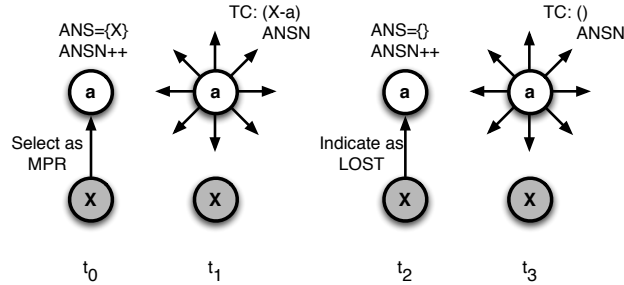 ANS={X}
ANSN++
TC: (X-a)
ANSN
ANS={}
ANSN++
TC: ()
ANSN
a
a
a
a
Select as
MPR
Indicate as
LOST
X
X
X
X
t0
t1
t2
t3